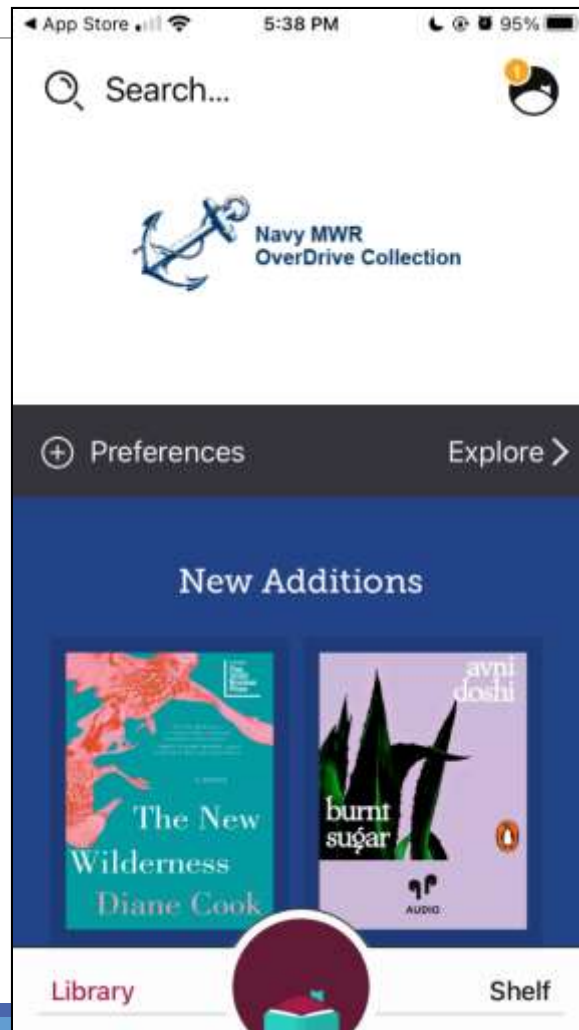 ◀ App Store 5:38 PM 95%
Search...
1
Navy MWR
OverDrive Collection
Preferences Explore
New Additions
The New
Wilderness
Diane Cook
avni
doshi
burnt
sugar
AUDIO
Library Shelf